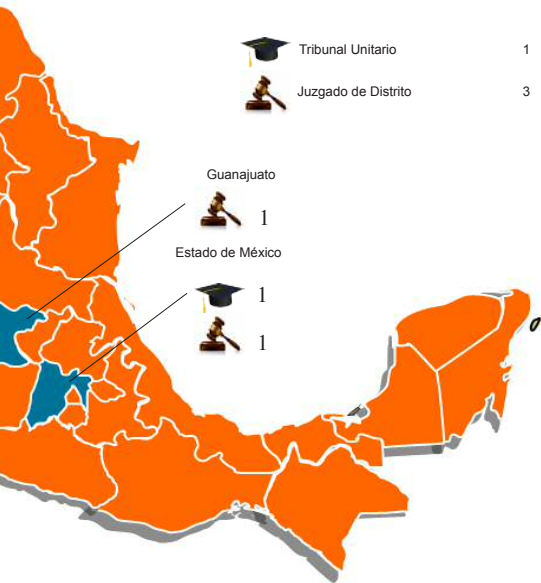 Tribunal Unitario 1
Juzgado de Distrito 3
Guanajuato
1
Estado de México
1
1